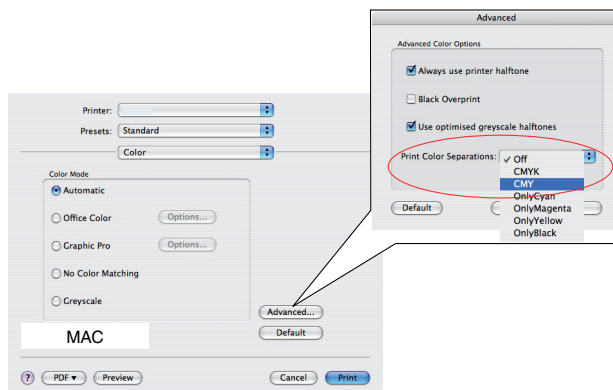 Advanced
Advanced Color Options
Always use printer halftone
Black Overprint
Use optimised greyscale halftones
Print Color Separations:
Off
CMYK
CMY
OnlyCyan
OnlyMagenta
OnlyYellow
OnlyBlack
Default
Printer:
Presets: Standard
Color
Color Mode
Automatic
Office Color Options...
Graphic Pro Options...
No Color Matching
Greyscale
Advanced...
Default
MAC
? PDF Preview Cancel Print